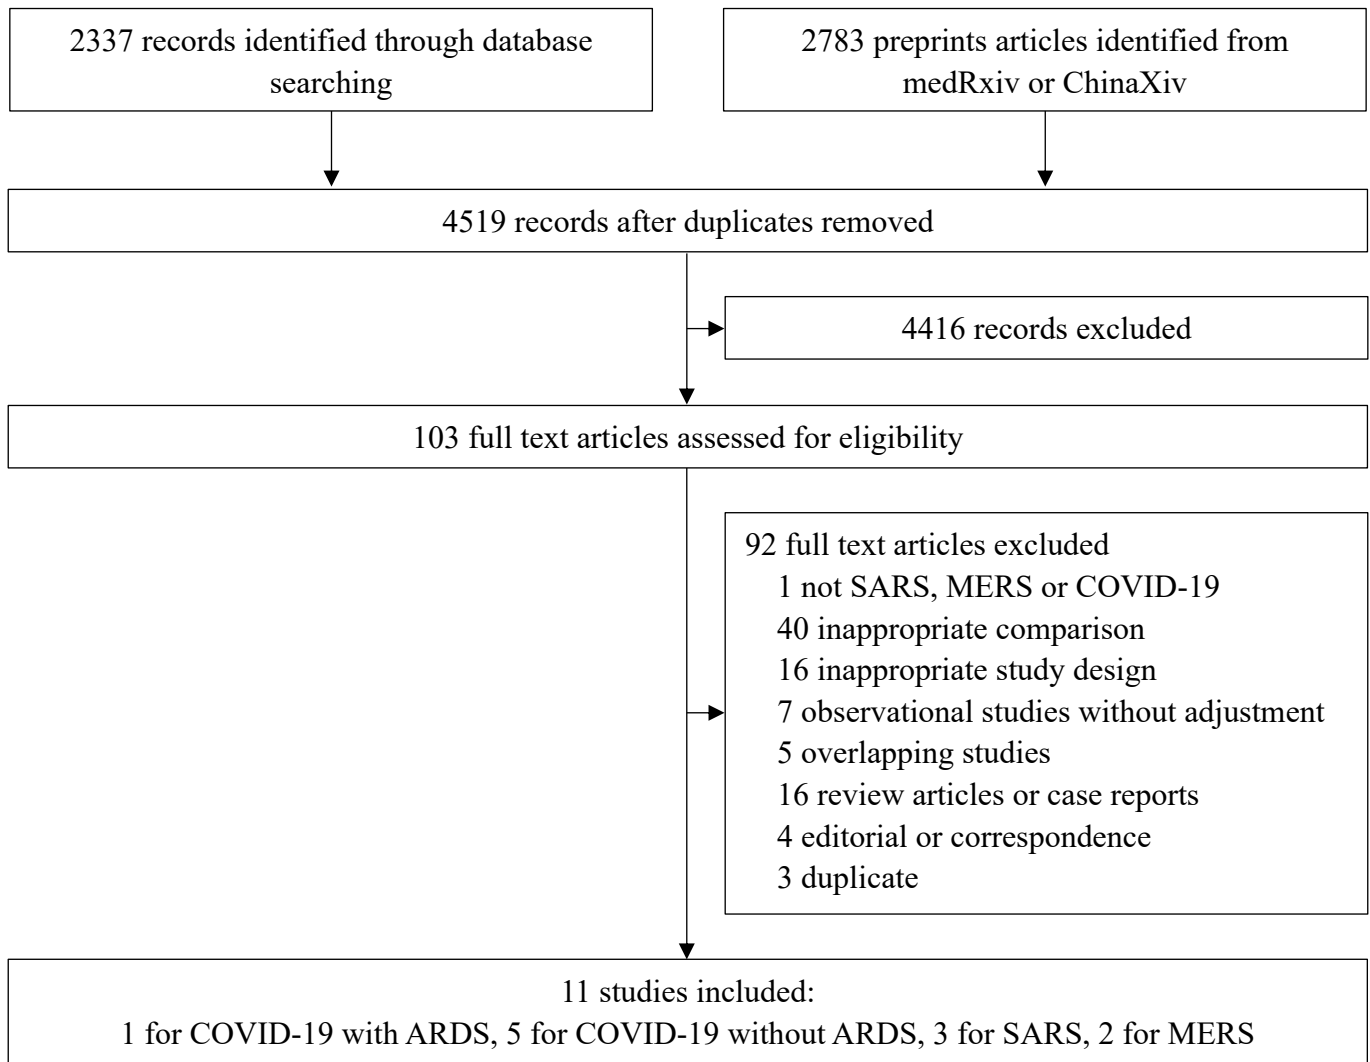 2337 records identified through database
searching
2783 preprints articles identified from
medRxiv or ChinaXiv
4519 records after duplicates removed
4416 records excluded
103 full text articles assessed for eligibility
92 full text articles excluded
1 not SARS, MERS or COVID-19
40 inappropriate comparison
16 inappropriate study design
7 observational studies without adjustment
5 overlapping studies
16 review articles or case reports
4 editorial or correspondence
3 duplicate
11 studies included:
1 for COVID-19 with ARDS, 5 for COVID-19 without ARDS, 3 for SARS, 2 for MERS